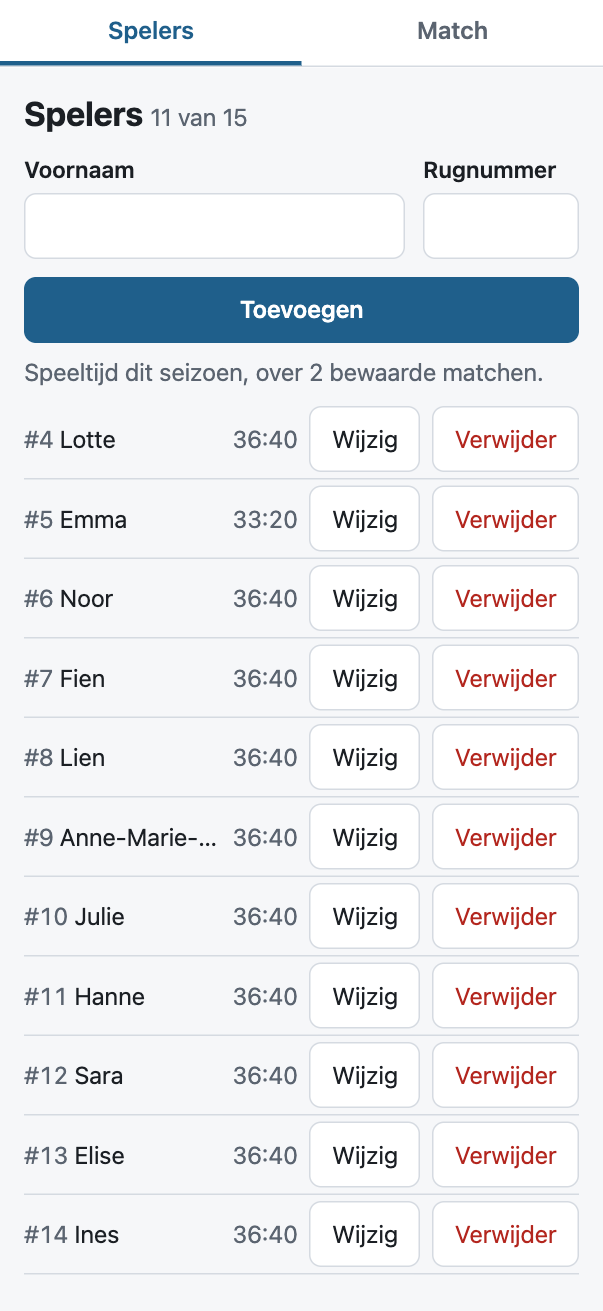 Spelers Match
Spelers 11 van 15
Voornaam Rugnummer
Toevoegen
Speeltijd dit seizoen, over 2 bewaarde matchen.
#4 Lotte 36:40 Wijzig Verwijder
#5 Emma 33:20 Wijzig Verwijder
#6 Noor 36:40 Wijzig Verwijder
#7 Fien 36:40 Wijzig Verwijder
#8 Lien 36:40 Wijzig Verwijder
#9 Anne-Marie-... 36:40 Wijzig Verwijder
#10 Julie 36:40 Wijzig Verwijder
#11 Hanne 36:40 Wijzig Verwijder
#12 Sara 36:40 Wijzig Verwijder
#13 Elise 36:40 Wijzig Verwijder
#14 Ines 36:40 Wijzig Verwijder